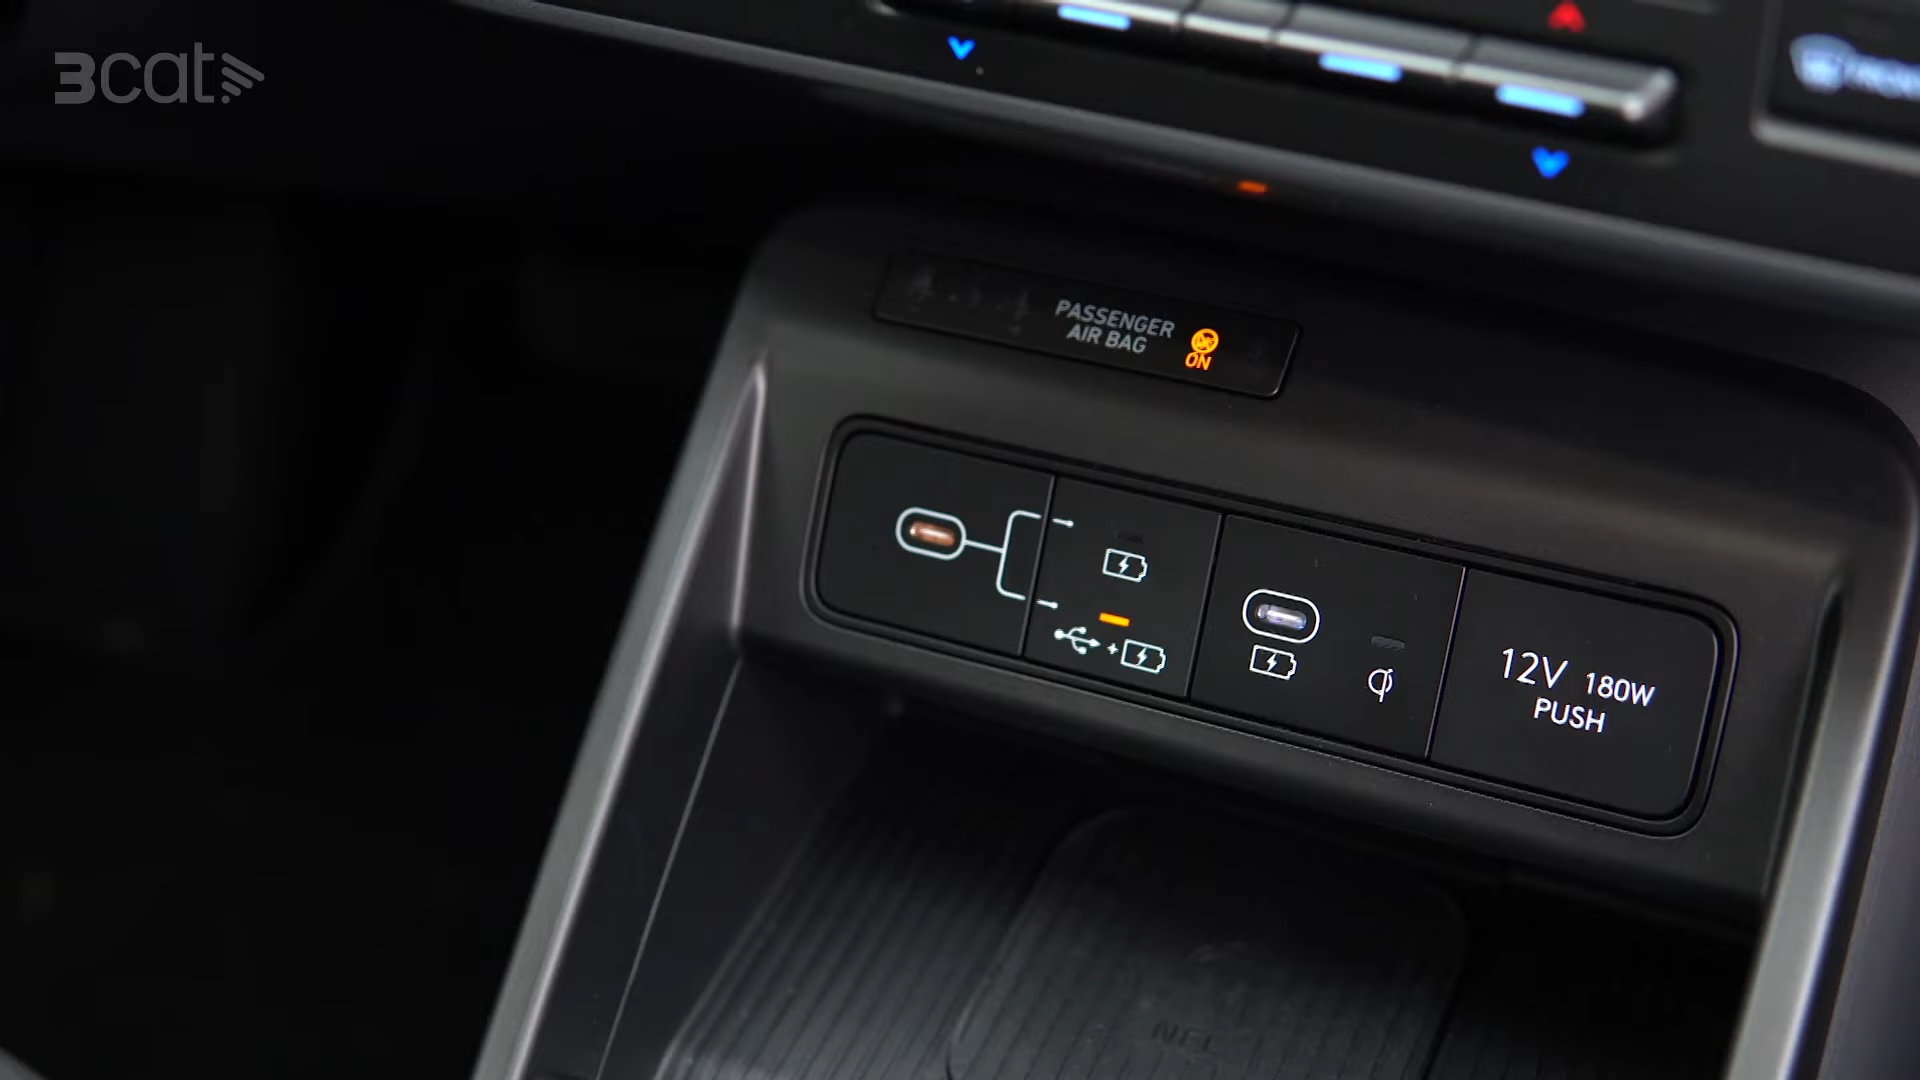 3cat
PASSENGER
AIR BAG
ON
12V 180W
PUSH